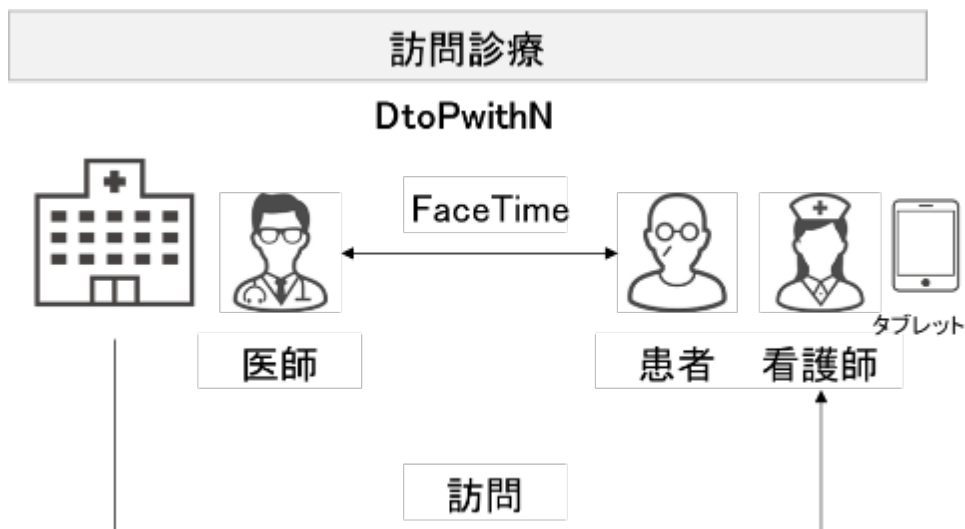 訪問診療
DtoPwithN
FaceTime
タブレット
医師
患者 看護師
訪問